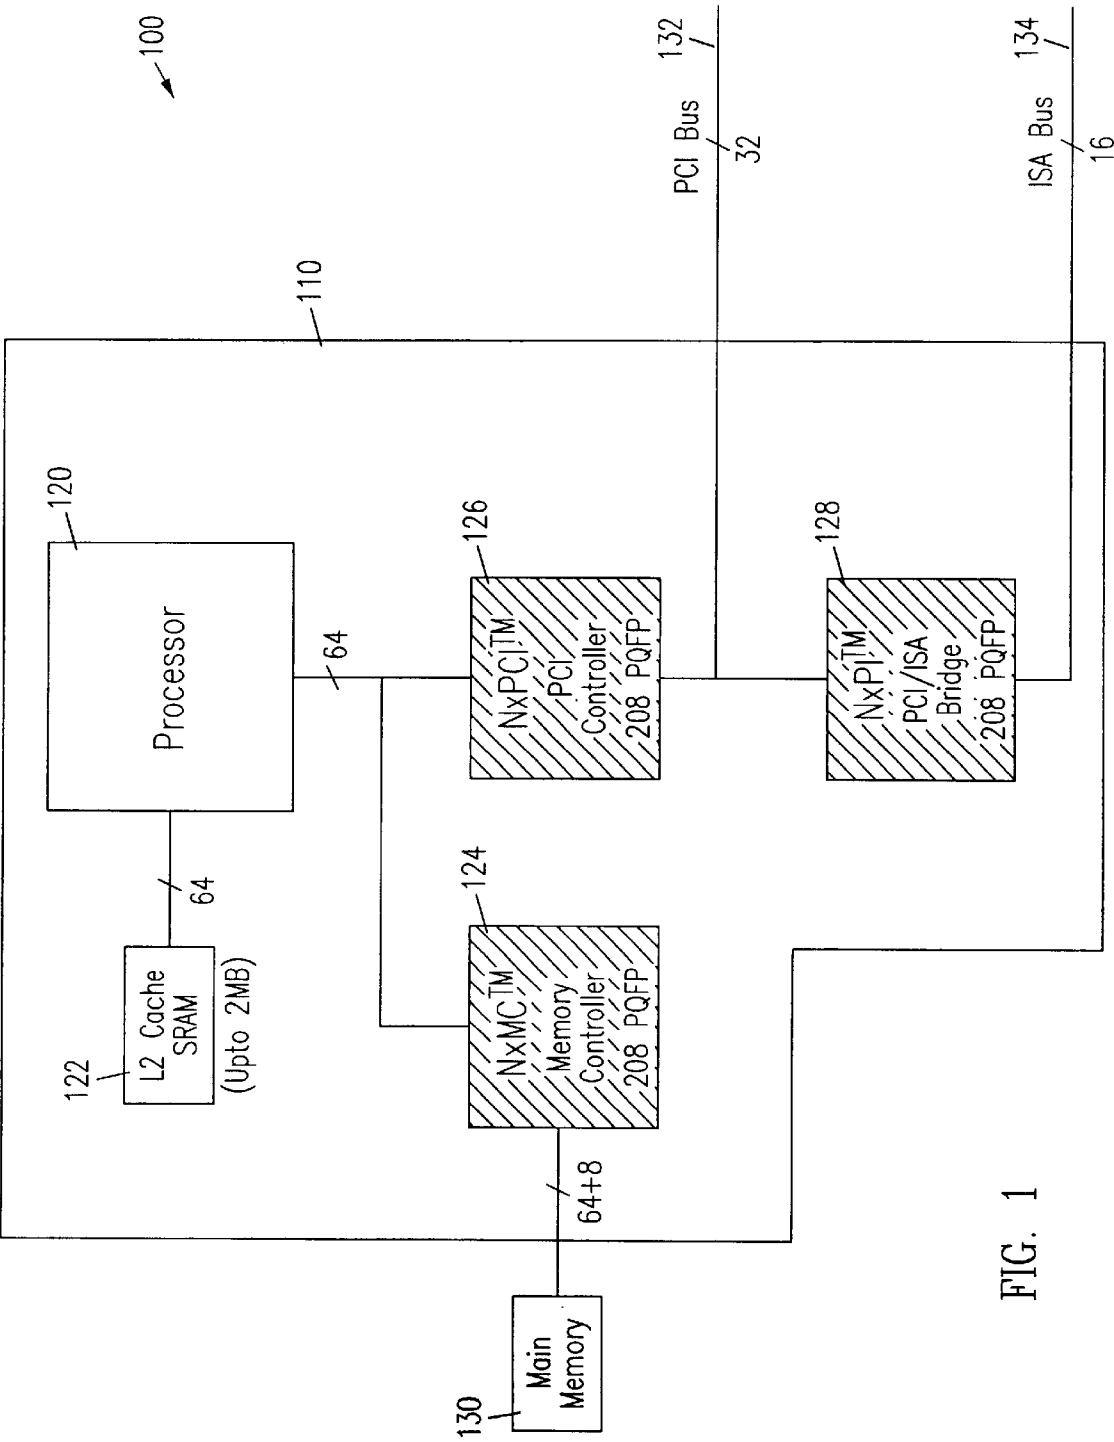 100
110
120
Processor
64
64
122
L2 Cache
SRAM
(Upto 2MB)
124
NxMC™
Memory
Controller
208 PQFP
126
NxPCI™
PCI
Controller
208 PQFP
64+8
130
Main
Memory
PCI Bus
132
32
128
NxPI™
PCI/ISA
Bridge
208 PQFP
ISA Bus
134
16
FIG. 1